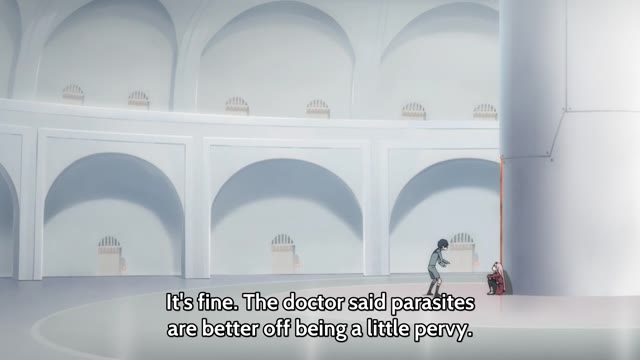 It's fine. The doctor said parasites
are better off being a little pervy.